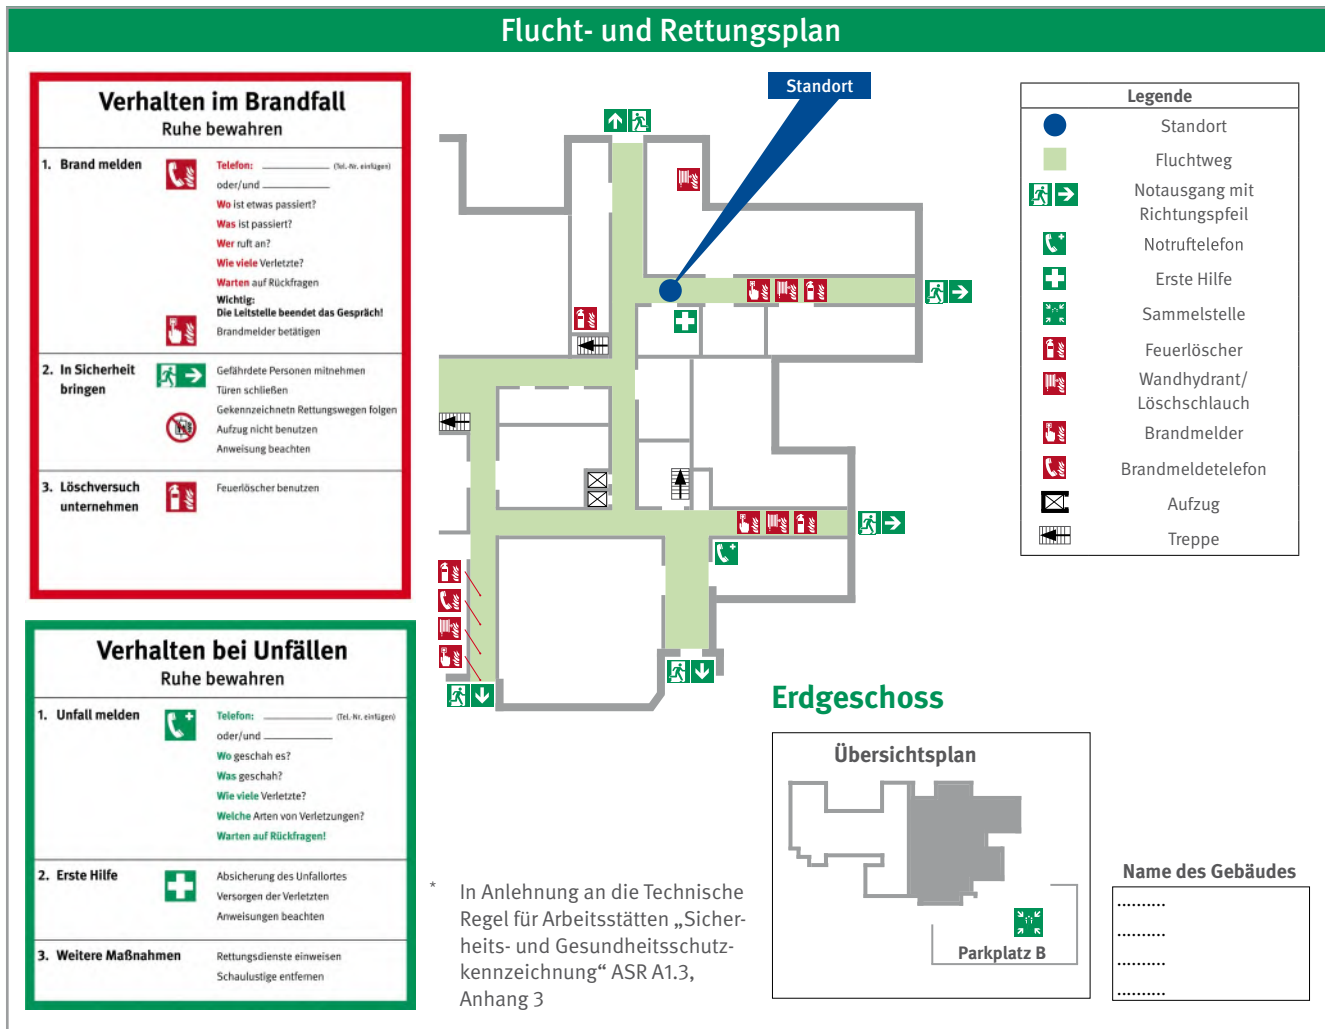 Flucht- und Rettungsplan
Verhalten im Brandfall
Ruhe bewahren
1. Brand melden
Telefon: ____________ (Tel.-Nr. einfügen)
oder/und ____________
Wo ist etwas passiert?
Was ist passiert?
Wer ruft an?
Wie viele Verletzte?
Warten auf Rückfragen
Wichtig:
Die Leitstelle beendet das Gespräch!
Brandmelder betätigen
2. In Sicherheit
bringen
Gefährdete Personen mitnehmen
Türen schließen
Gekennzeichnetn Rettungswegen folgen
Aufzug nicht benutzen
Anweisung beachten
3. Löschversuch
unternehmen
Feuerlöscher benutzen
Verhalten bei Unfällen
Ruhe bewahren
1. Unfall melden
Telefon: ____________ (Tel.-Nr. einfügen)
oder/und ____________
Wo geschah es?
Was geschah?
Wie viele Verletzte?
Welche Arten von Verletzungen?
Warten auf Rückfragen!
2. Erste Hilfe
Absicherung des Unfallortes
Versorgen der Verletzten
Anweisungen beachten
3. Weitere Maßnahmen
Rettungsdienste einweisen
Schaulustige entfernen
Standort
Legende
Standort
Fluchtweg
Notausgang mit
Richtungspfeil
Notruftelefon
Erste Hilfe
Sammelstelle
Feuerlöscher
Wandhydrant/
Löschschlauch
Brandmelder
Brandmeldetelefon
Aufzug
Treppe
Erdgeschoss
Übersichtsplan
Parkplatz B
* In Anlehnung an die Technische
Regel für Arbeitsstätten „Sicher-
heits- und Gesundheitsschutz-
kennzeichnung“ ASR A1.3,
Anhang 3
Name des Gebäudes
..........
..........
..........
..........